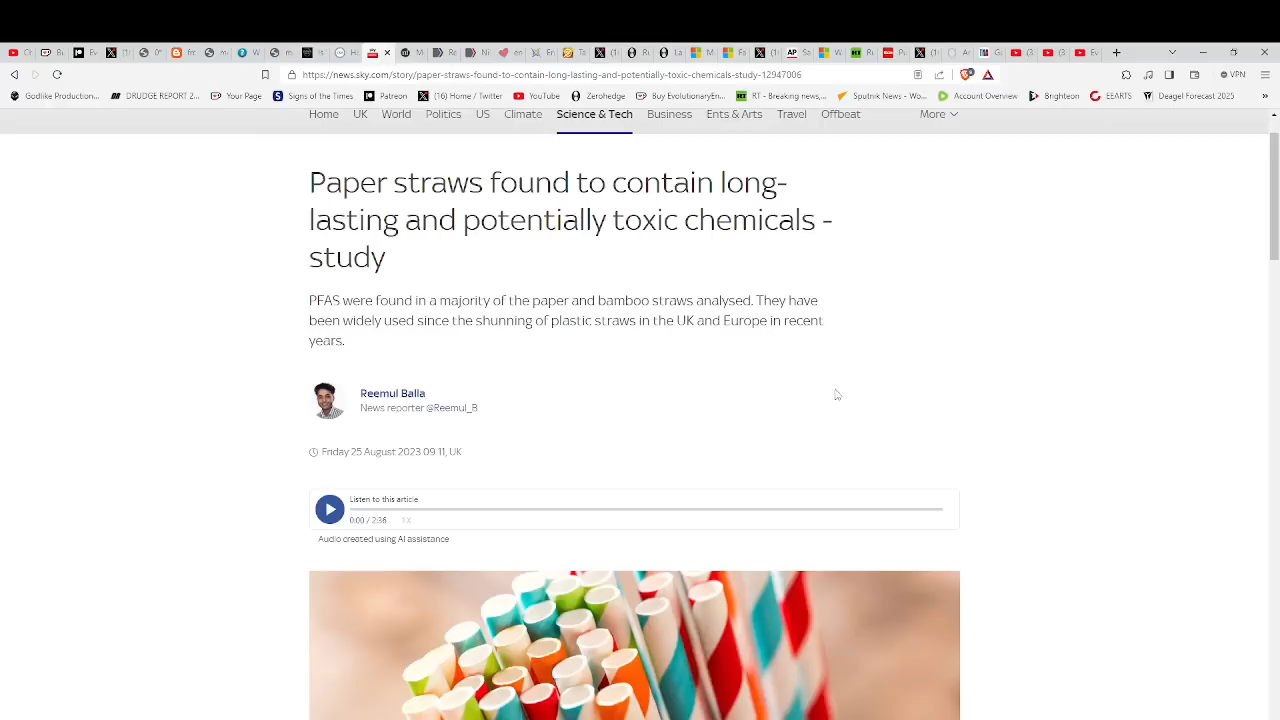 https://news.sky.com/story/paper-straws-found-to-contain-long-lasting-and-potentially-toxic-chemicals-study-12947006
VPN
Godlike Production... DRUDGE REPORT 2... Your Page Signs of the Times Patreon (16) Home / Twitter YouTube Zerohedge Buy EvolutionaryEn... RT - Breaking news,... Sputnik News - Wo... Account Overview Brighteon EEARTS Deagel Forecast 2025 »
Home UK World Politics US Climate Science & Tech Business Ents & Arts Travel Offbeat More
Paper straws found to contain long-
lasting and potentially toxic chemicals -
study
PFAS were found in a majority of the paper and bamboo straws analysed. They have
been widely used since the shunning of plastic straws in the UK and Europe in recent
years.
Reemul Balla
News reporter @Reemul_B
Friday 25 August 2023 09:11, UK
Listen to this article
0:00 / 2:36 1X
Audio created using AI assistance